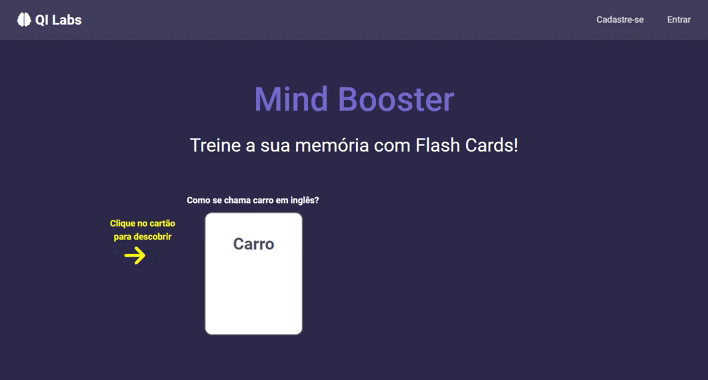 QI Labs
Cadastre-se
Entrar
Mind Booster
Treine a sua memória com Flash Cards!
Como se chama carro em inglês?
Clique no cartão
para descobrir
Carro